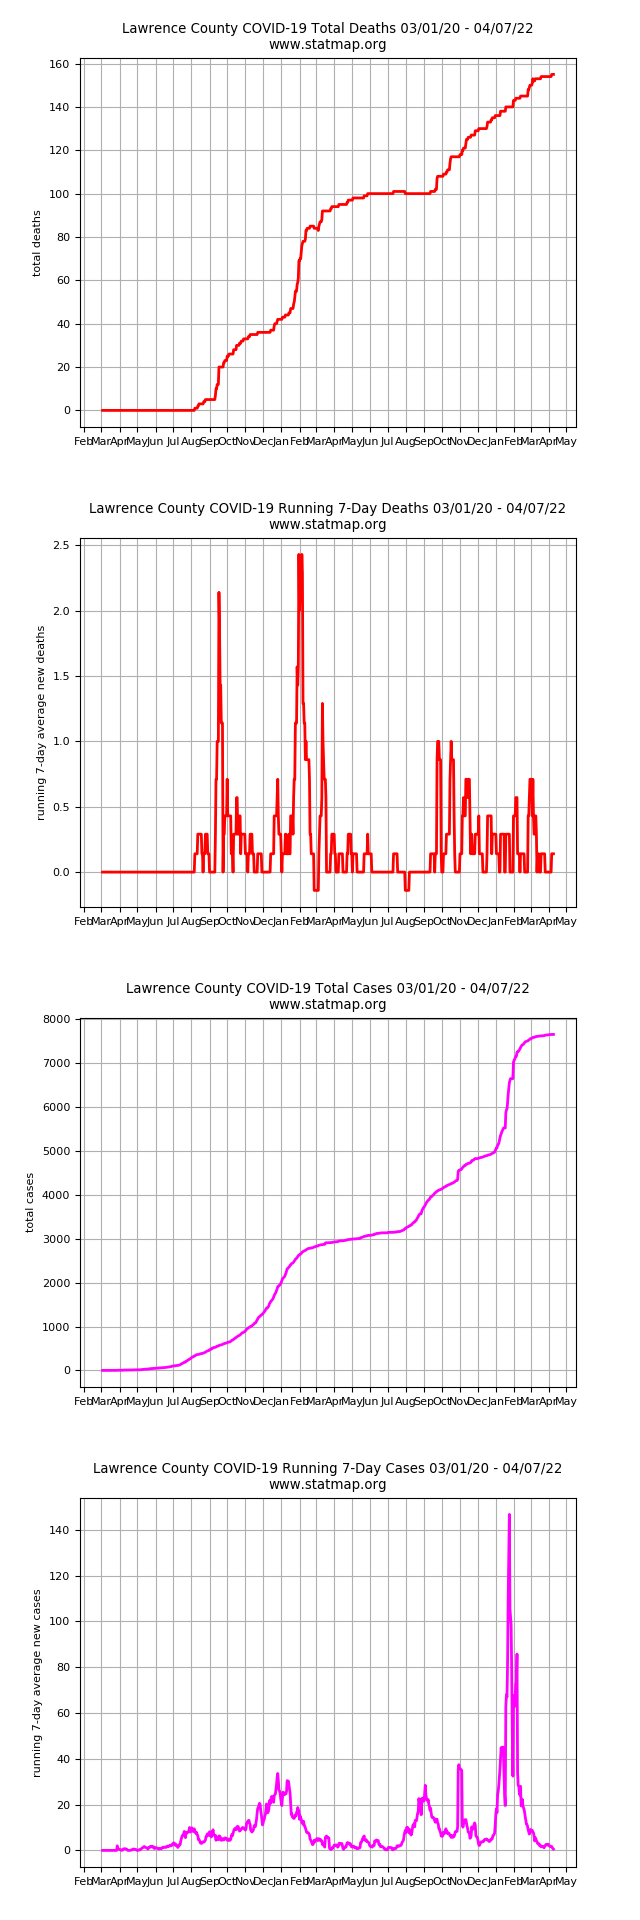 Lawrence County COVID-19 Total Deaths 03/01/20 - 04/07/22
www.statmap.org
160
140
120
100
80
60
40
20
0
total deaths
Feb Mar Apr May Jun Jul Aug Sep Oct Nov Dec Jan Feb Mar Apr May Jun Jul Aug Sep Oct Nov Dec Jan Feb Mar Apr May
Lawrence County COVID-19 Running 7-Day Deaths 03/01/20 - 04/07/22
www.statmap.org
2.5
2.0
1.5
1.0
0.5
0.0
running 7-day average new deaths
Feb Mar Apr May Jun Jul Aug Sep Oct Nov Dec Jan Feb Mar Apr May Jun Jul Aug Sep Oct Nov Dec Jan Feb Mar Apr May
Lawrence County COVID-19 Total Cases 03/01/20 - 04/07/22
www.statmap.org
8000
7000
6000
5000
4000
3000
2000
1000
0
total cases
Feb Mar Apr May Jun Jul Aug Sep Oct Nov Dec Jan Feb Mar Apr May Jun Jul Aug Sep Oct Nov Dec Jan Feb Mar Apr May
Lawrence County COVID-19 Running 7-Day Cases 03/01/20 - 04/07/22
www.statmap.org
140
120
100
80
60
40
20
0
running 7-day average new cases
Feb Mar Apr May Jun Jul Aug Sep Oct Nov Dec Jan Feb Mar Apr May Jun Jul Aug Sep Oct Nov Dec Jan Feb Mar Apr May